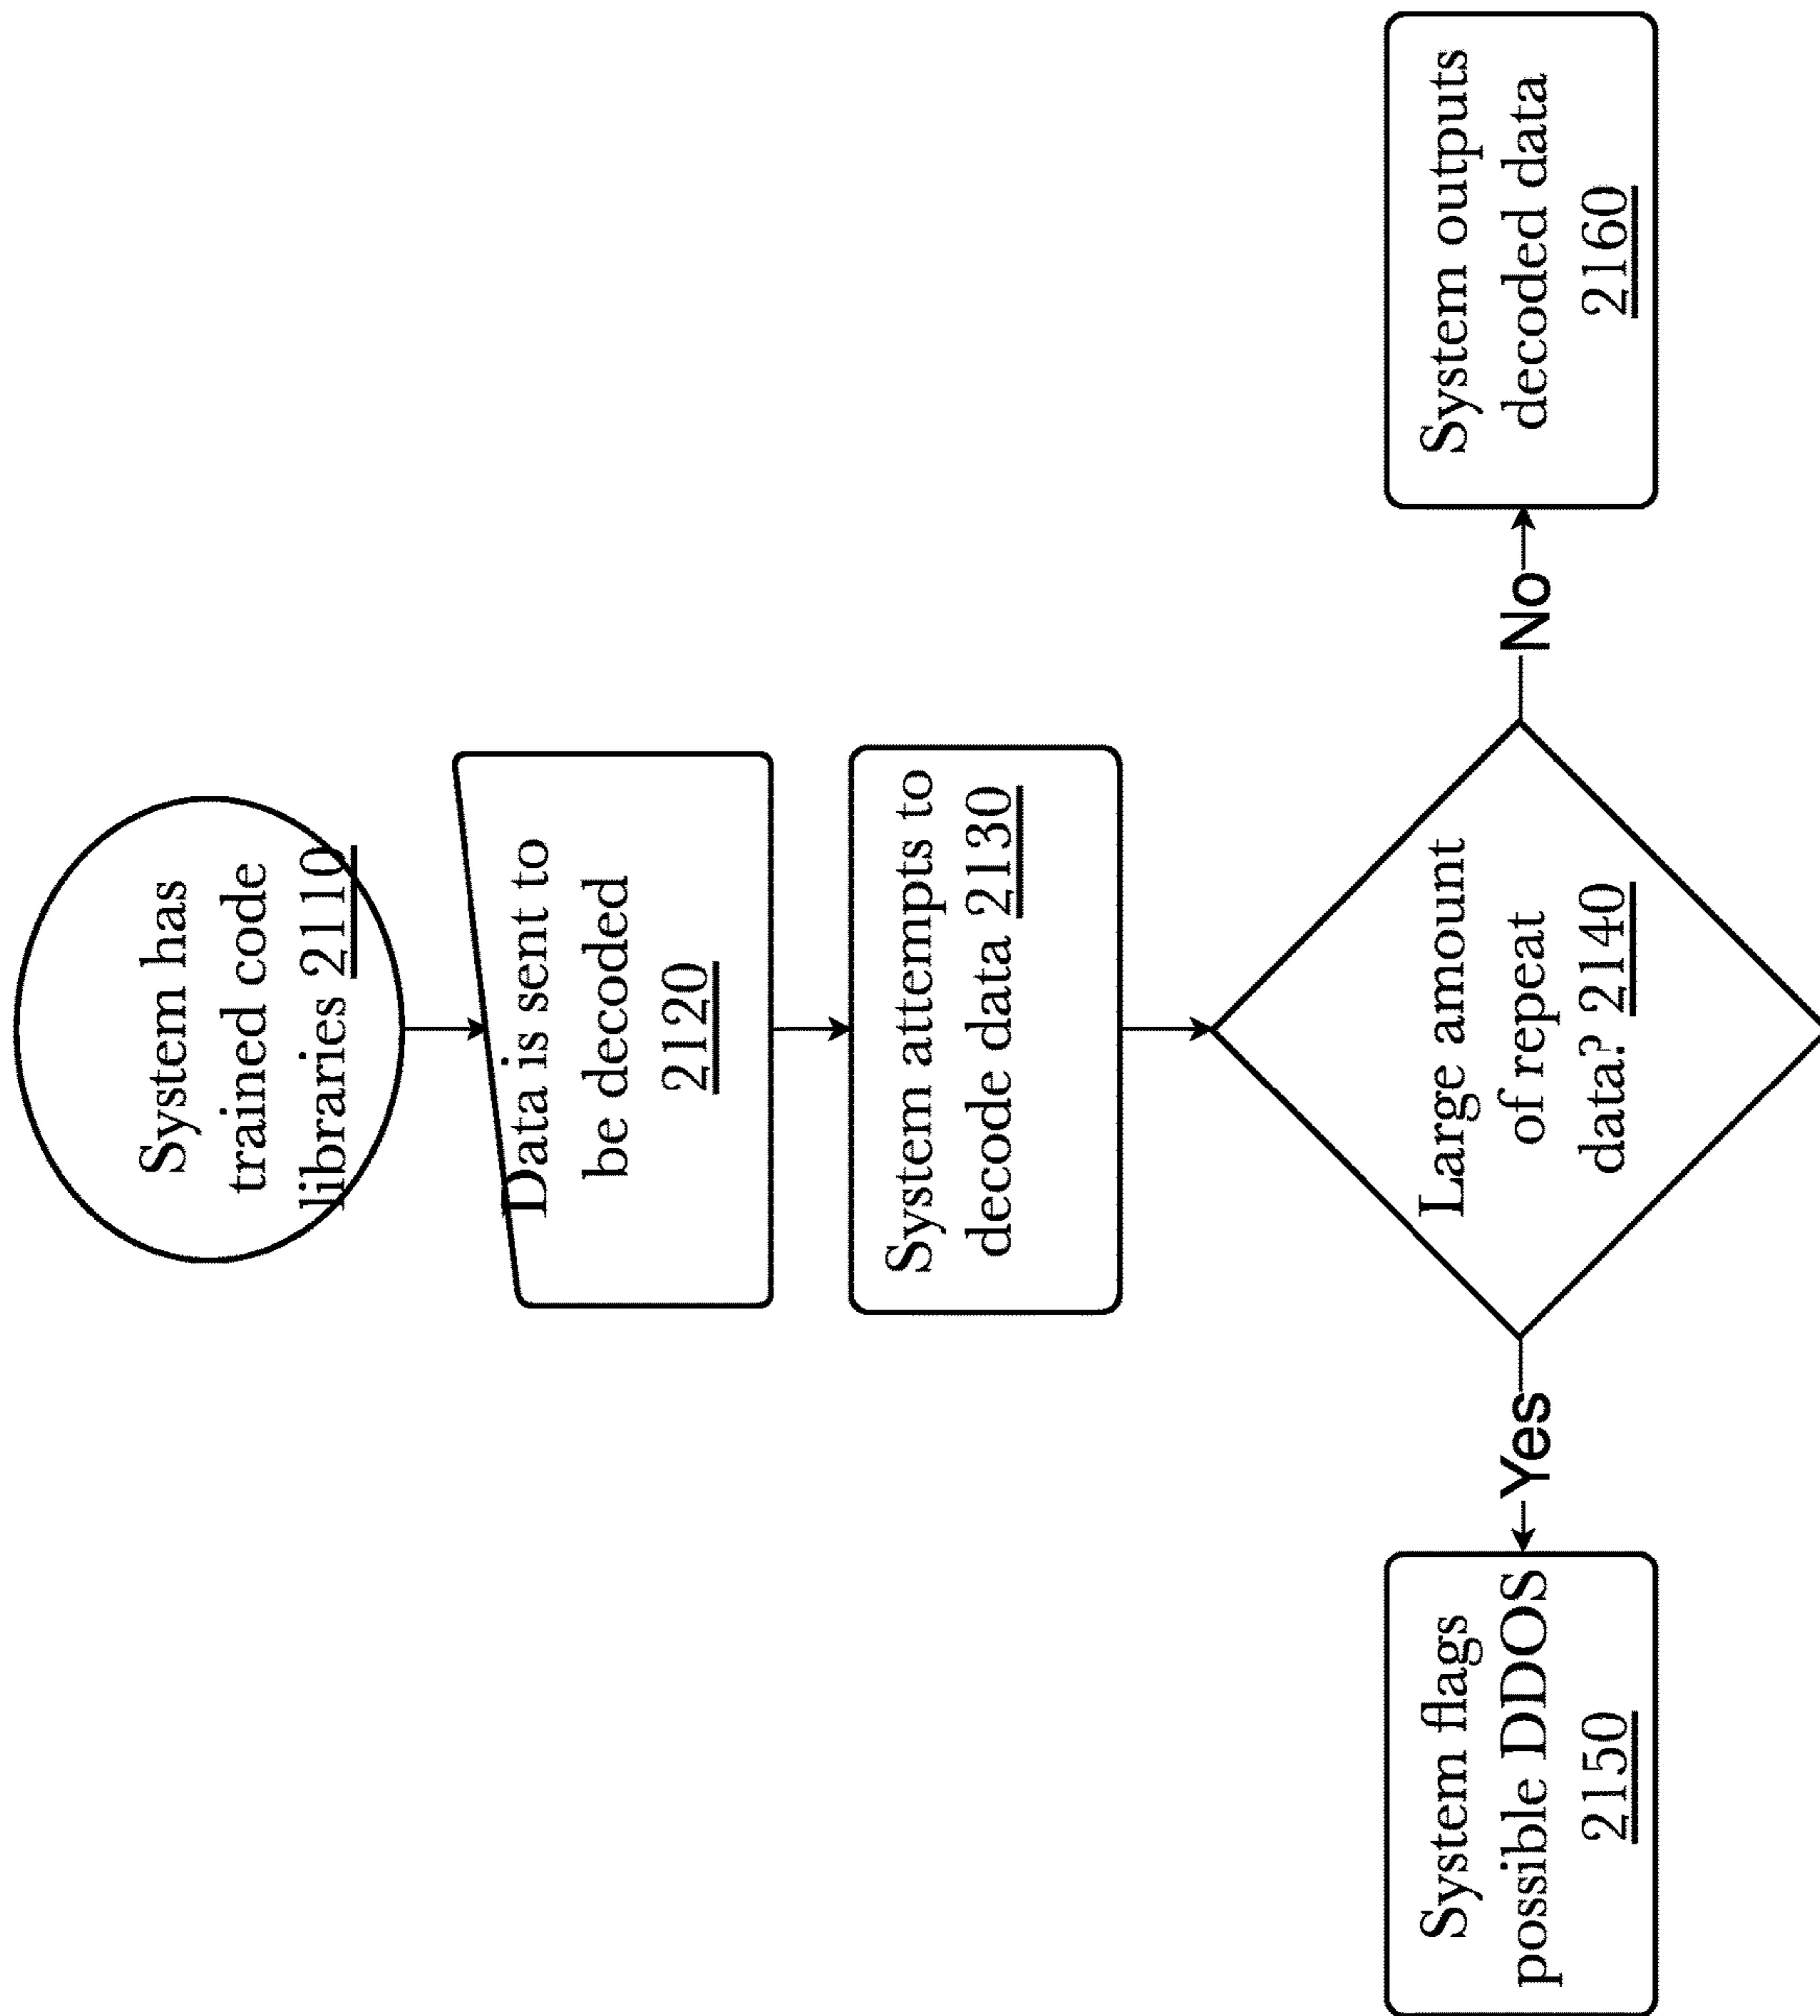 System has
trained code
libraries 2110
Data is sent to
be decoded
2120
System attempts to
decode data 2130
Large amount
of repeat
data? 2140
Yes
No
System flags
possible DDOS
2150
System outputs
decoded data
2160